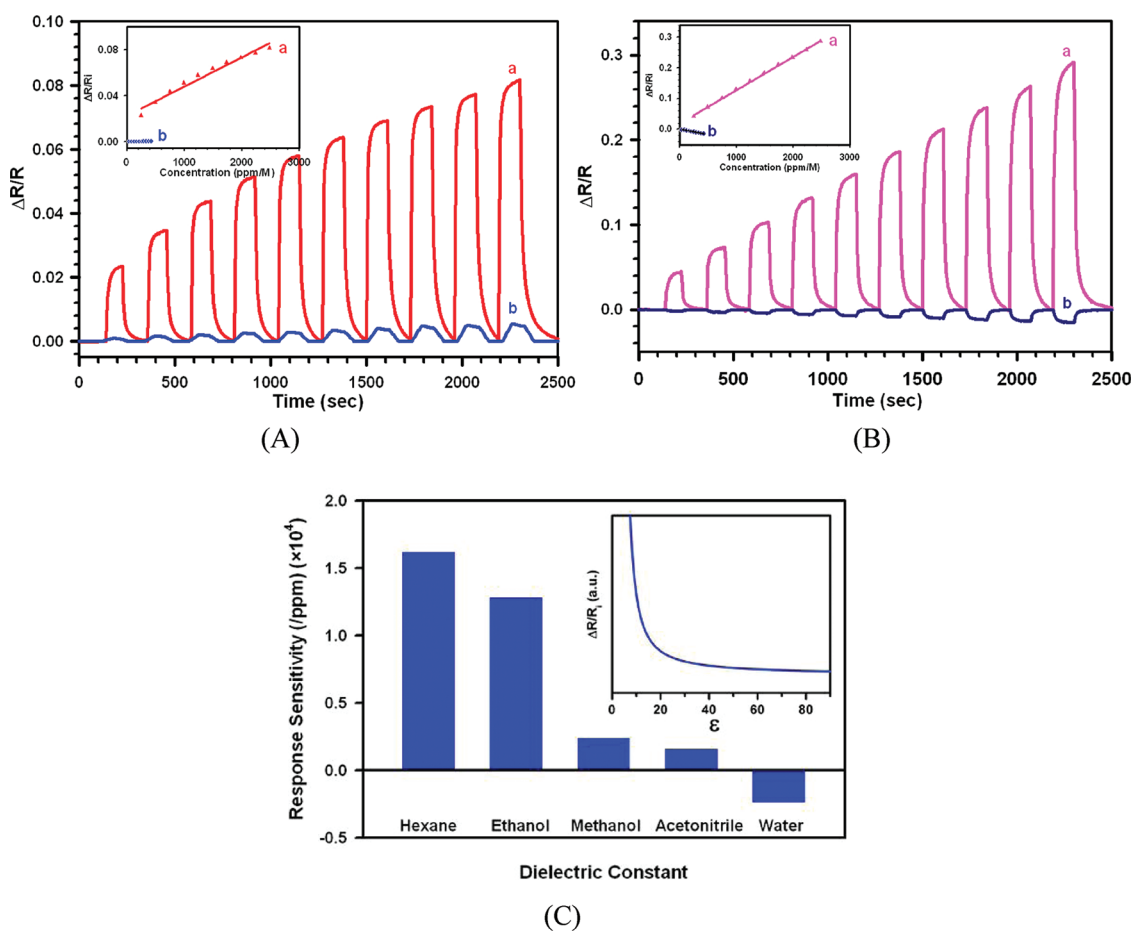 0.10
0.08
0.06
0.04
0.02
0.00
ΔR/R
0 500 1000 1500 2000 2500
Time (sec)
a
b
0.08
0.04
0.00
ΔR/Ri
0 1000 2000 3000
Concentration (ppm/M)
a
b
(A)
0.3
0.2
0.1
0.0
ΔR/R
0 500 1000 1500 2000 2500
Time (sec)
a
b
0.3
0.2
0.1
0.0
ΔR/Ri
0 1000 2000 3000
Concentration (ppm/M)
a
b
(B)
2.0
1.5
1.0
0.5
0.0
-0.5
Response Sensitivity (/ppm) (×10⁴)
Hexane Ethanol Methanol Acetonitrile Water
Dielectric Constant
ΔR/Rᵢ (a.u.)
0 20 40 60 80
ε
(C)